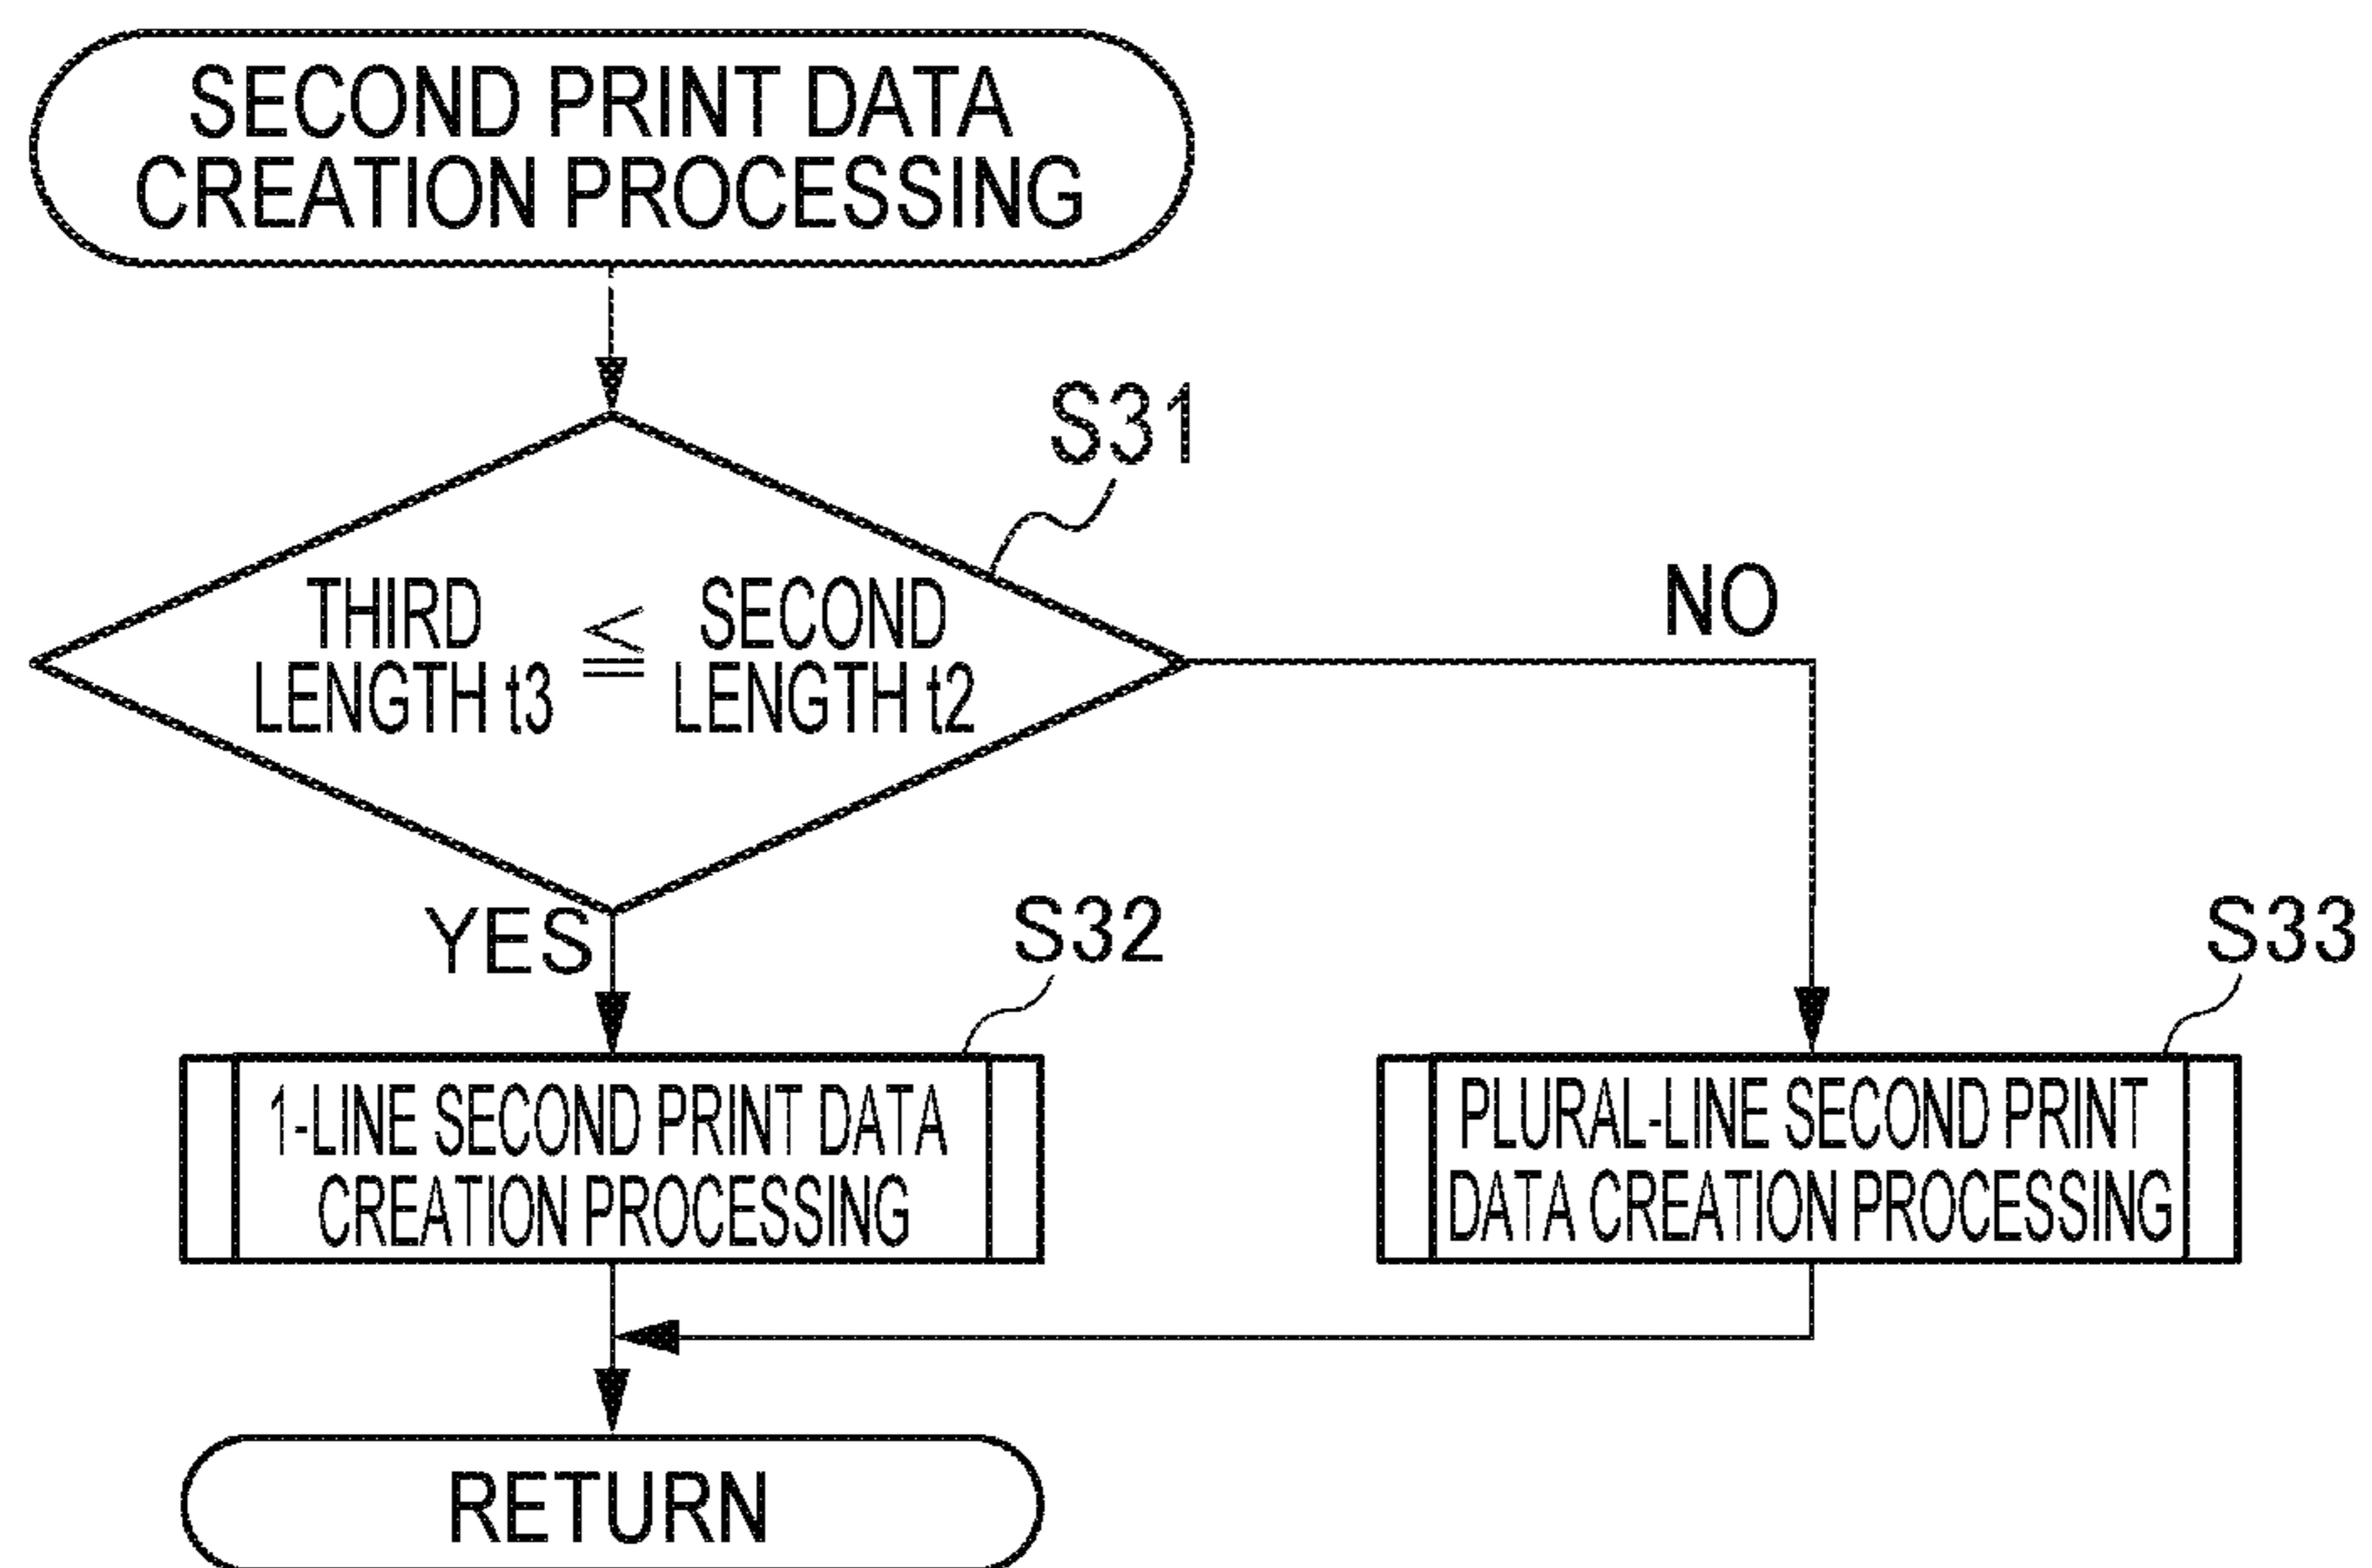 SECOND PRINT DATA
CREATION PROCESSING
S31
THIRD
LENGTH t3
≦
SECOND
LENGTH t2
NO
YES
S32
S33
1-LINE SECOND PRINT DATA
CREATION PROCESSING
PLURAL-LINE SECOND PRINT
DATA CREATION PROCESSING
RETURN